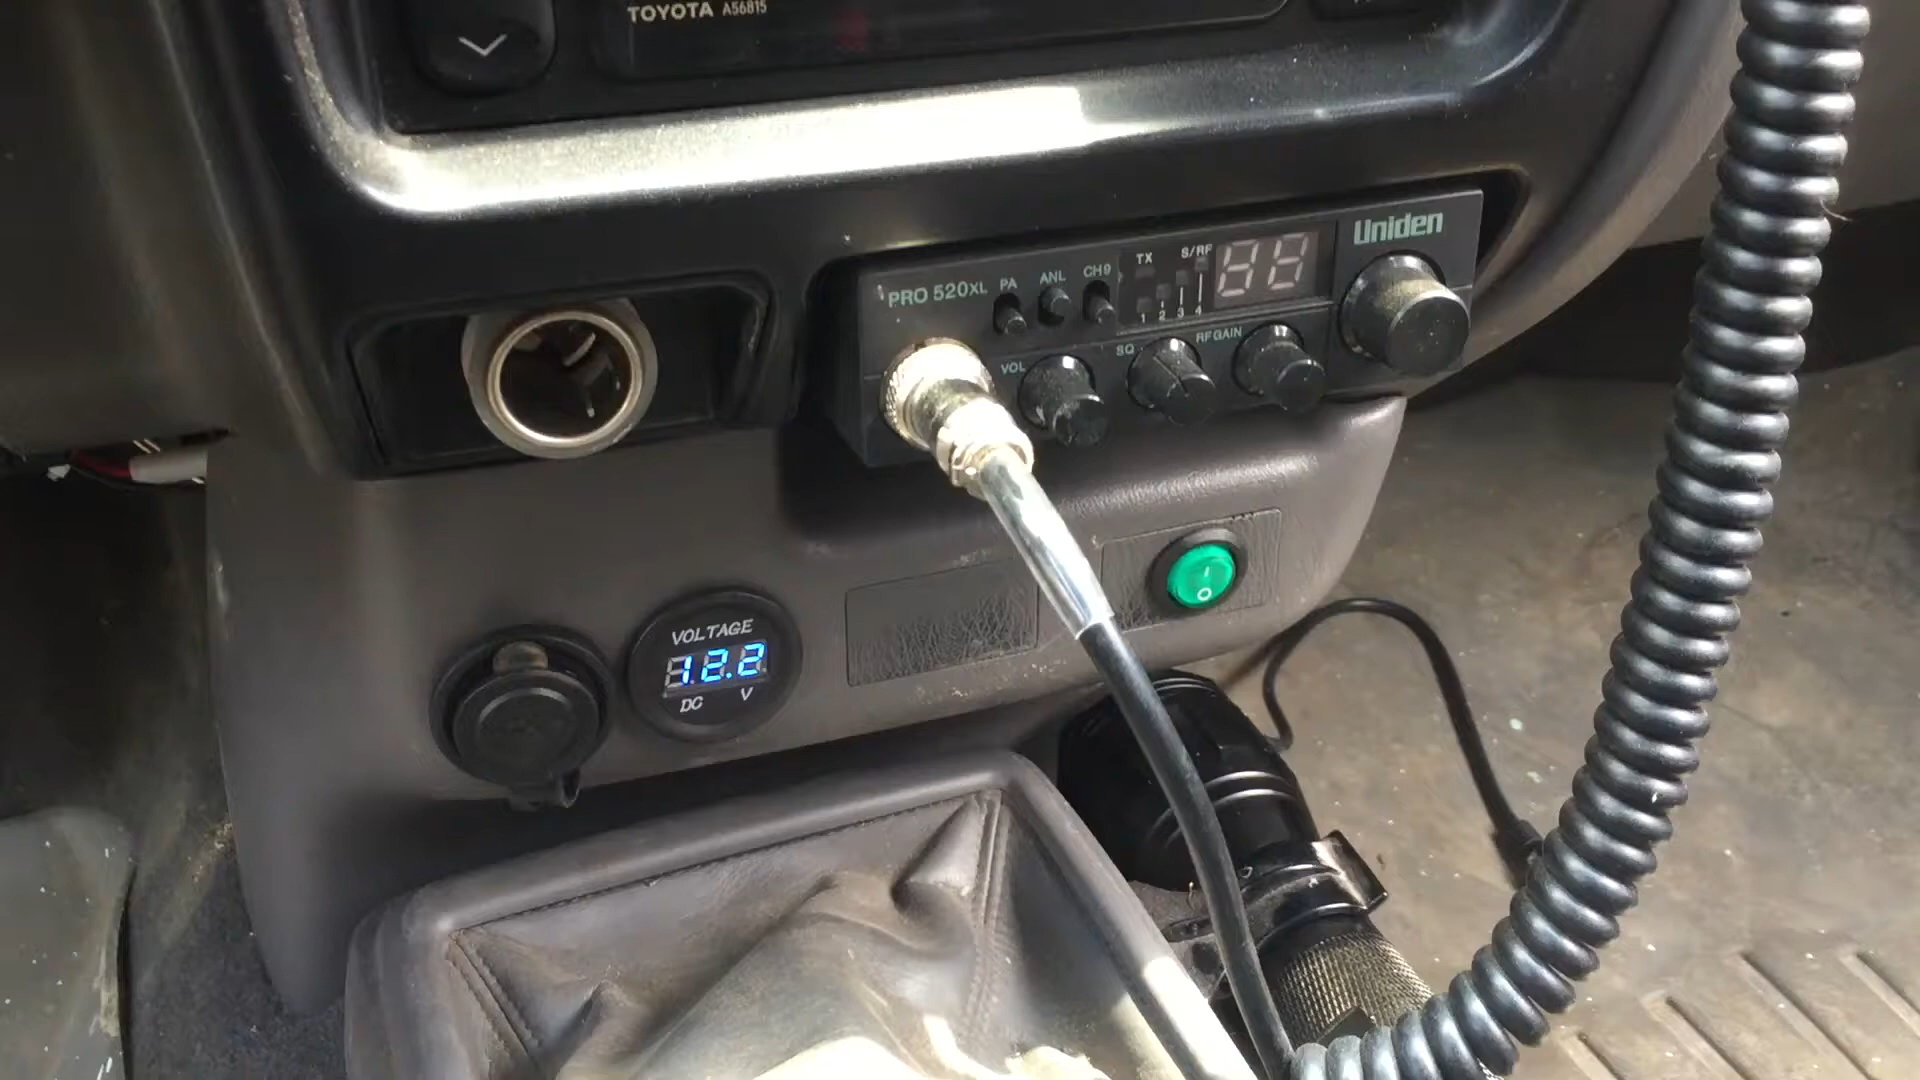 TOYOTA A56815
Uniden
PRO 520XL PA ANL CH9 TX S/RF
1 2 3 4
VOL SQ RF GAIN
VOLTAGE
12.2
DC V
I
O